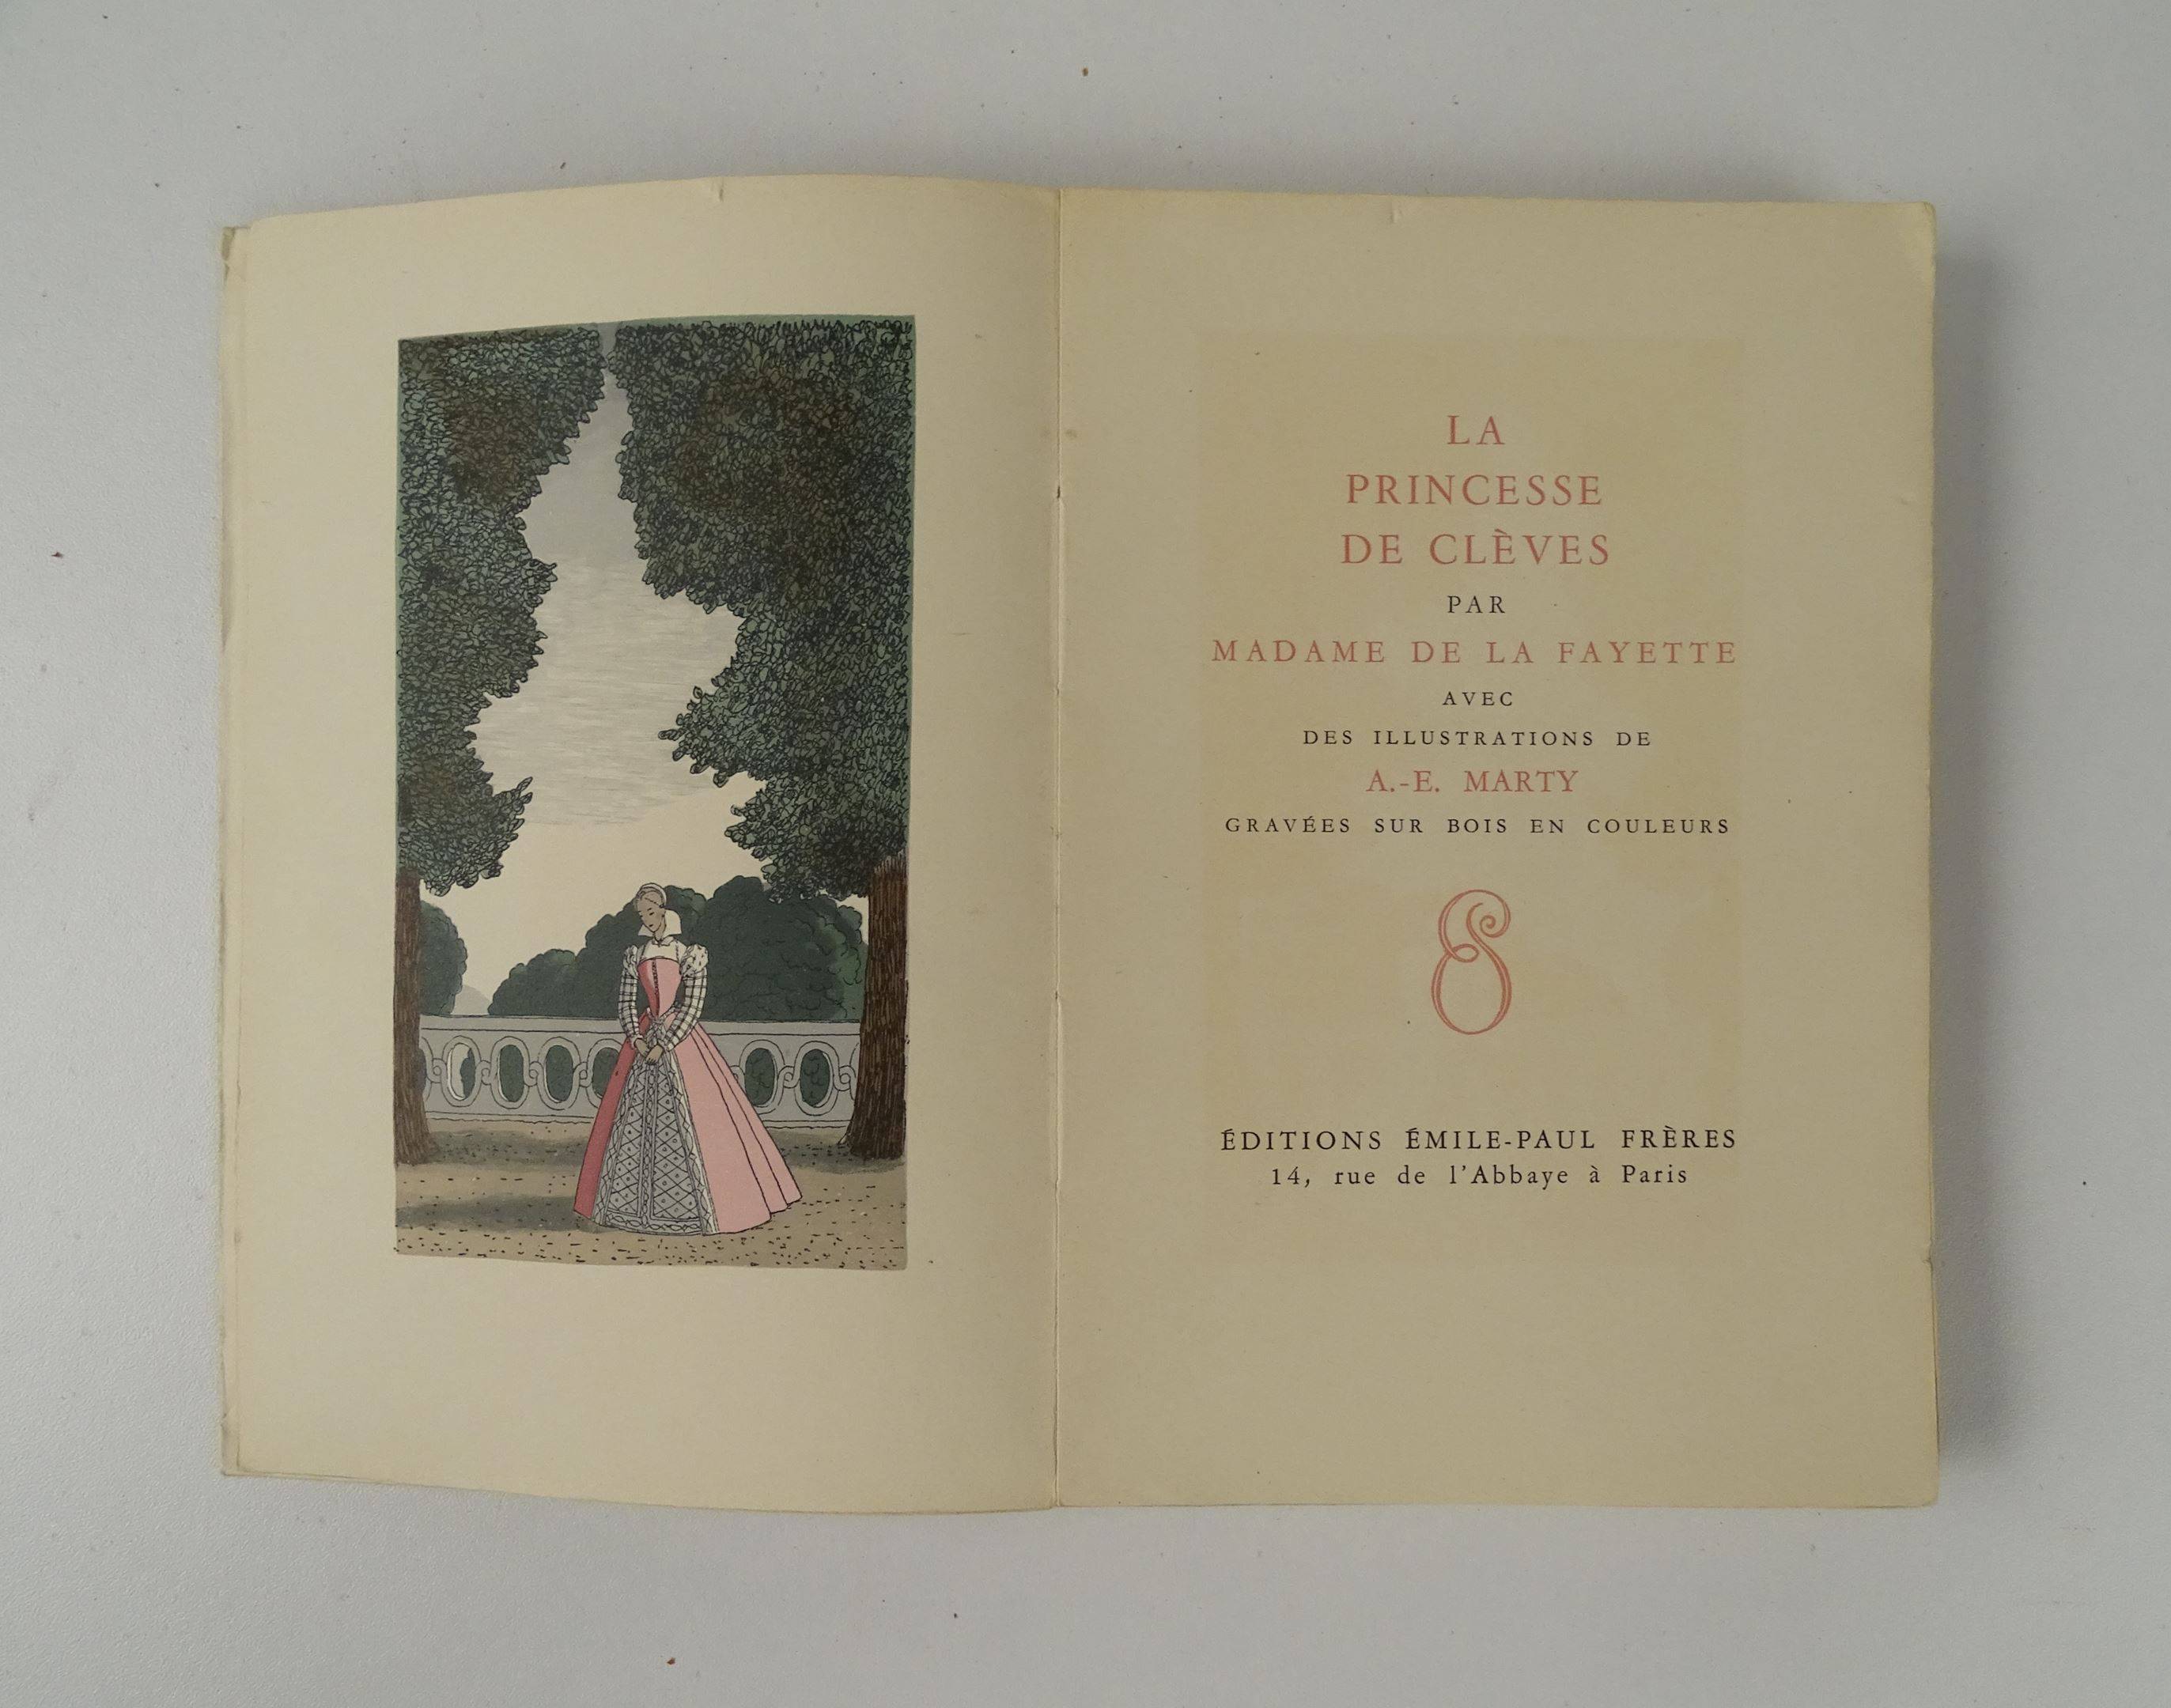 LA
PRINCESSE
DE CLÈVES
PAR
MADAME DE LA FAYETTE
AVEC
DES ILLUSTRATIONS DE
A.-E. MARTY
GRAVÉES SUR BOIS EN COULEURS
ÉDITIONS ÉMILE-PAUL FRÈRES
14, rue de l'Abbaye à Paris